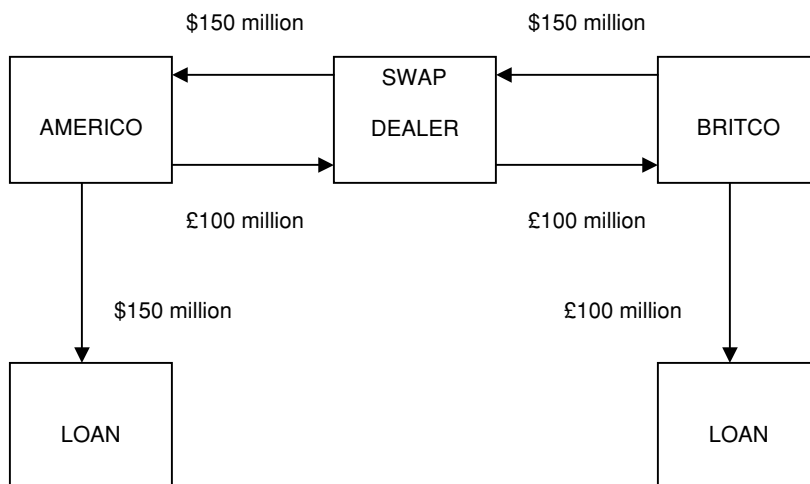 $150 million
$150 million
AMERICO
SWAP
DEALER
BRITCO
£100 million
£100 million
$150 million
£100 million
LOAN
LOAN